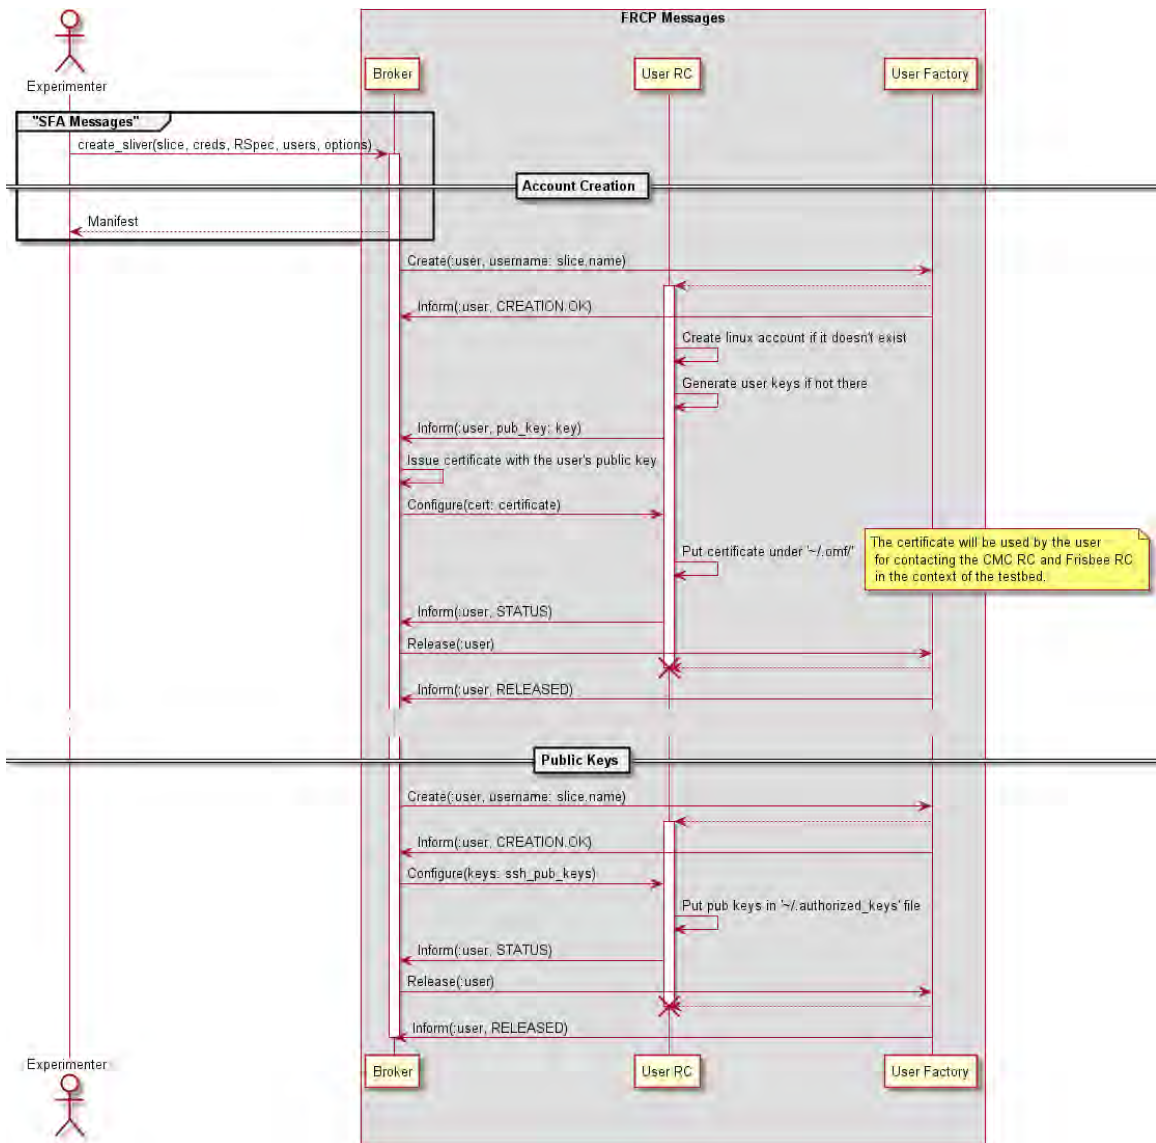 FRCP Messages
Experimenter
Broker
User RC
User Factory
"SFA Messages"
create_sliver(slice, creds, RSpec, users, options)
Account Creation
Manifest
Create(:user, username: slice.name)
Inform(:user, CREATION.OK)
Create linux account if it doesn't exist
Generate user keys if not there
Inform(:user, pub_key: key)
Issue certificate with the user's public key
Configure(cert: certificate)
Put certificate under '~/.omf/'
The certificate will be used by the user
for contacting the CMC RC and Frisbee RC
in the context of the testbed.
Inform(:user, STATUS)
Release(:user)
Inform(:user, RELEASED)
Public Keys
Create(:user, username: slice.name)
Inform(:user, CREATION.OK)
Configure(keys: ssh_pub_keys)
Put pub keys in '~/.authorized_keys' file
Inform(:user, STATUS)
Release(:user)
Inform(:user, RELEASED)
Experimenter
Broker
User RC
User Factory